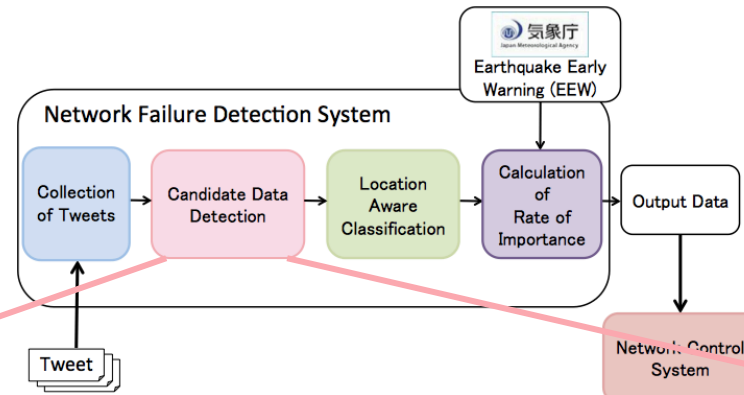 気象庁
Japan Meteorological Agency
Earthquake Early
Warning (EEW)
Network Failure Detection System
Collection
of Tweets
Candidate Data
Detection
Location
Aware
Classification
Calculation
of
Rate of
Importance
Output Data
Tweet
Network Control
System